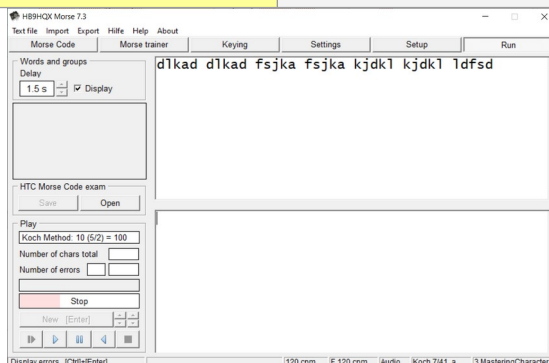 HB9HQX Morse 7.3
Text file Import Export Hilfe Help About
Morse Code Morse trainer Keying Settings Setup Run
Words and groups
Delay
1.5 s Display
dlkad dlkad fsjka fsjka kjdkl kjdkl ldfsd
HTC Morse Code exam
Save Open
Play
Koch Method: 10 (5/2) = 100
Number of chars total
Number of errors
Stop
New [Enter]
Display errors [Ctrl+Enter] 120 cpm F 120 cpm Audio Koch 7/41 a 3 MasteringCharacter